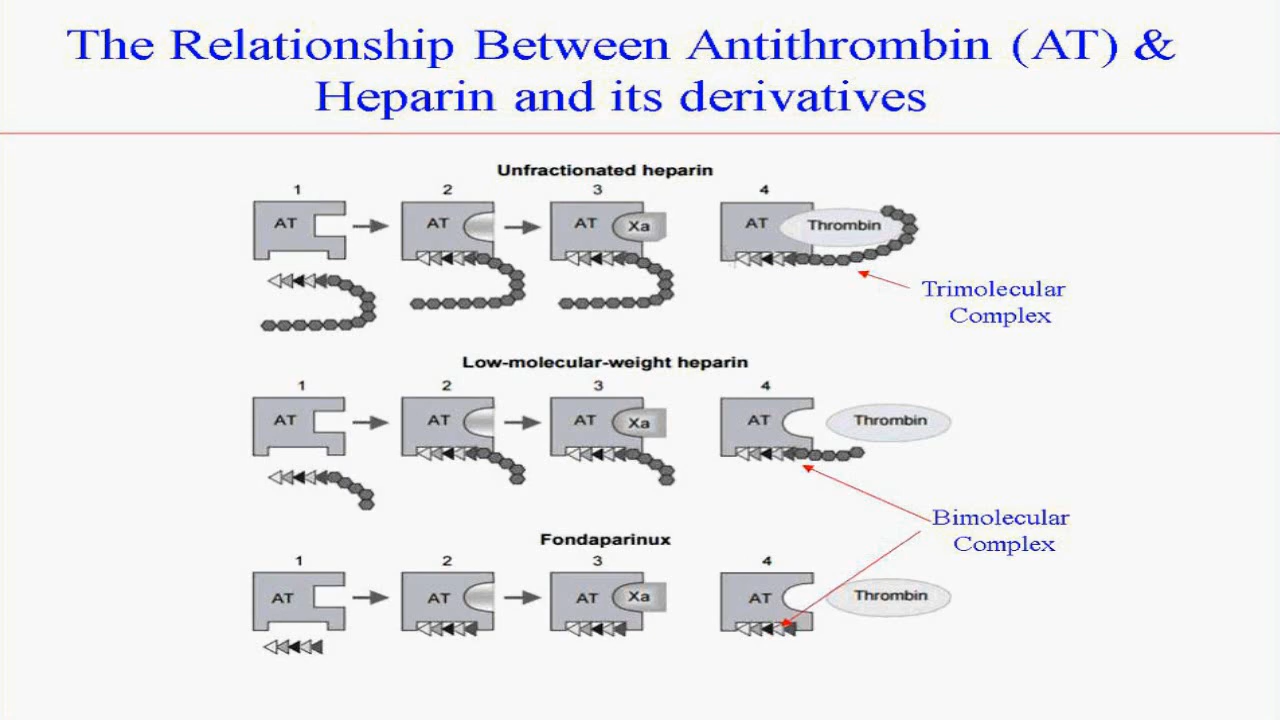 The Relationship Between Antithrombin (AT) &
Heparin and its derivatives
Unfractionated heparin
1 2 3 4
AT AT AT Xa AT Thrombin
Trimolecular
Complex
Low-molecular-weight heparin
1 2 3 4
AT AT AT Xa AT Thrombin
Bimolecular
Complex
Fondaparinux
1 2 3 4
AT AT AT Xa AT Thrombin